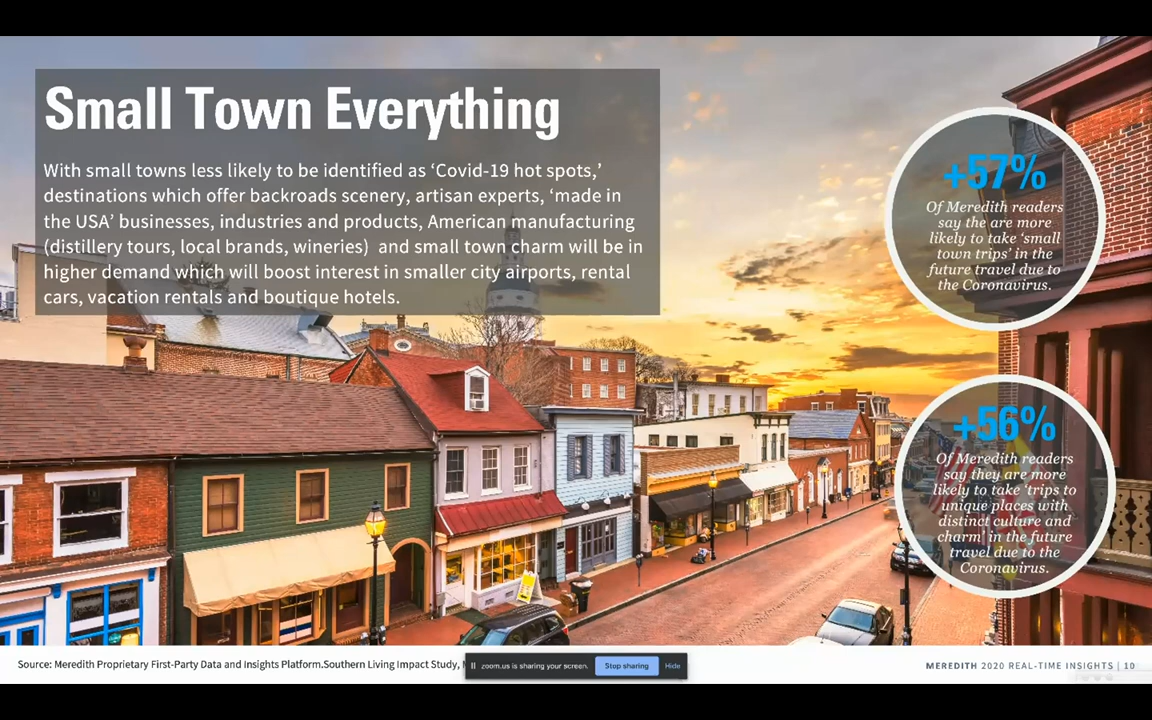 Small Town Everything
With small towns less likely to be identified as ‘Covid-19 hot spots,’
destinations which offer backroads scenery, artisan experts, ‘made in
the USA’ businesses, industries and products, American manufacturing
(distillery tours, local brands, wineries)  and small town charm will be in
higher demand which will boost interest in smaller city airports, rental
cars, vacation rentals and boutique hotels.
+57%
Of Meredith readers
say the are more
likely to take ‘small
town trips’ in the
future travel due to
the Coronavirus.
+56%
Of Meredith readers
say they are more
likely to take ‘trips to
unique places with
distinct culture and
charm’ in the future
travel due to the
Coronavirus.
Source: Meredith Proprietary First-Party Data and Insights Platform.Southern Living Impact Study,
zoom.us is sharing your screen.
Stop sharing
Hide
MEREDITH 2020 REAL-TIME INSIGHTS | 10